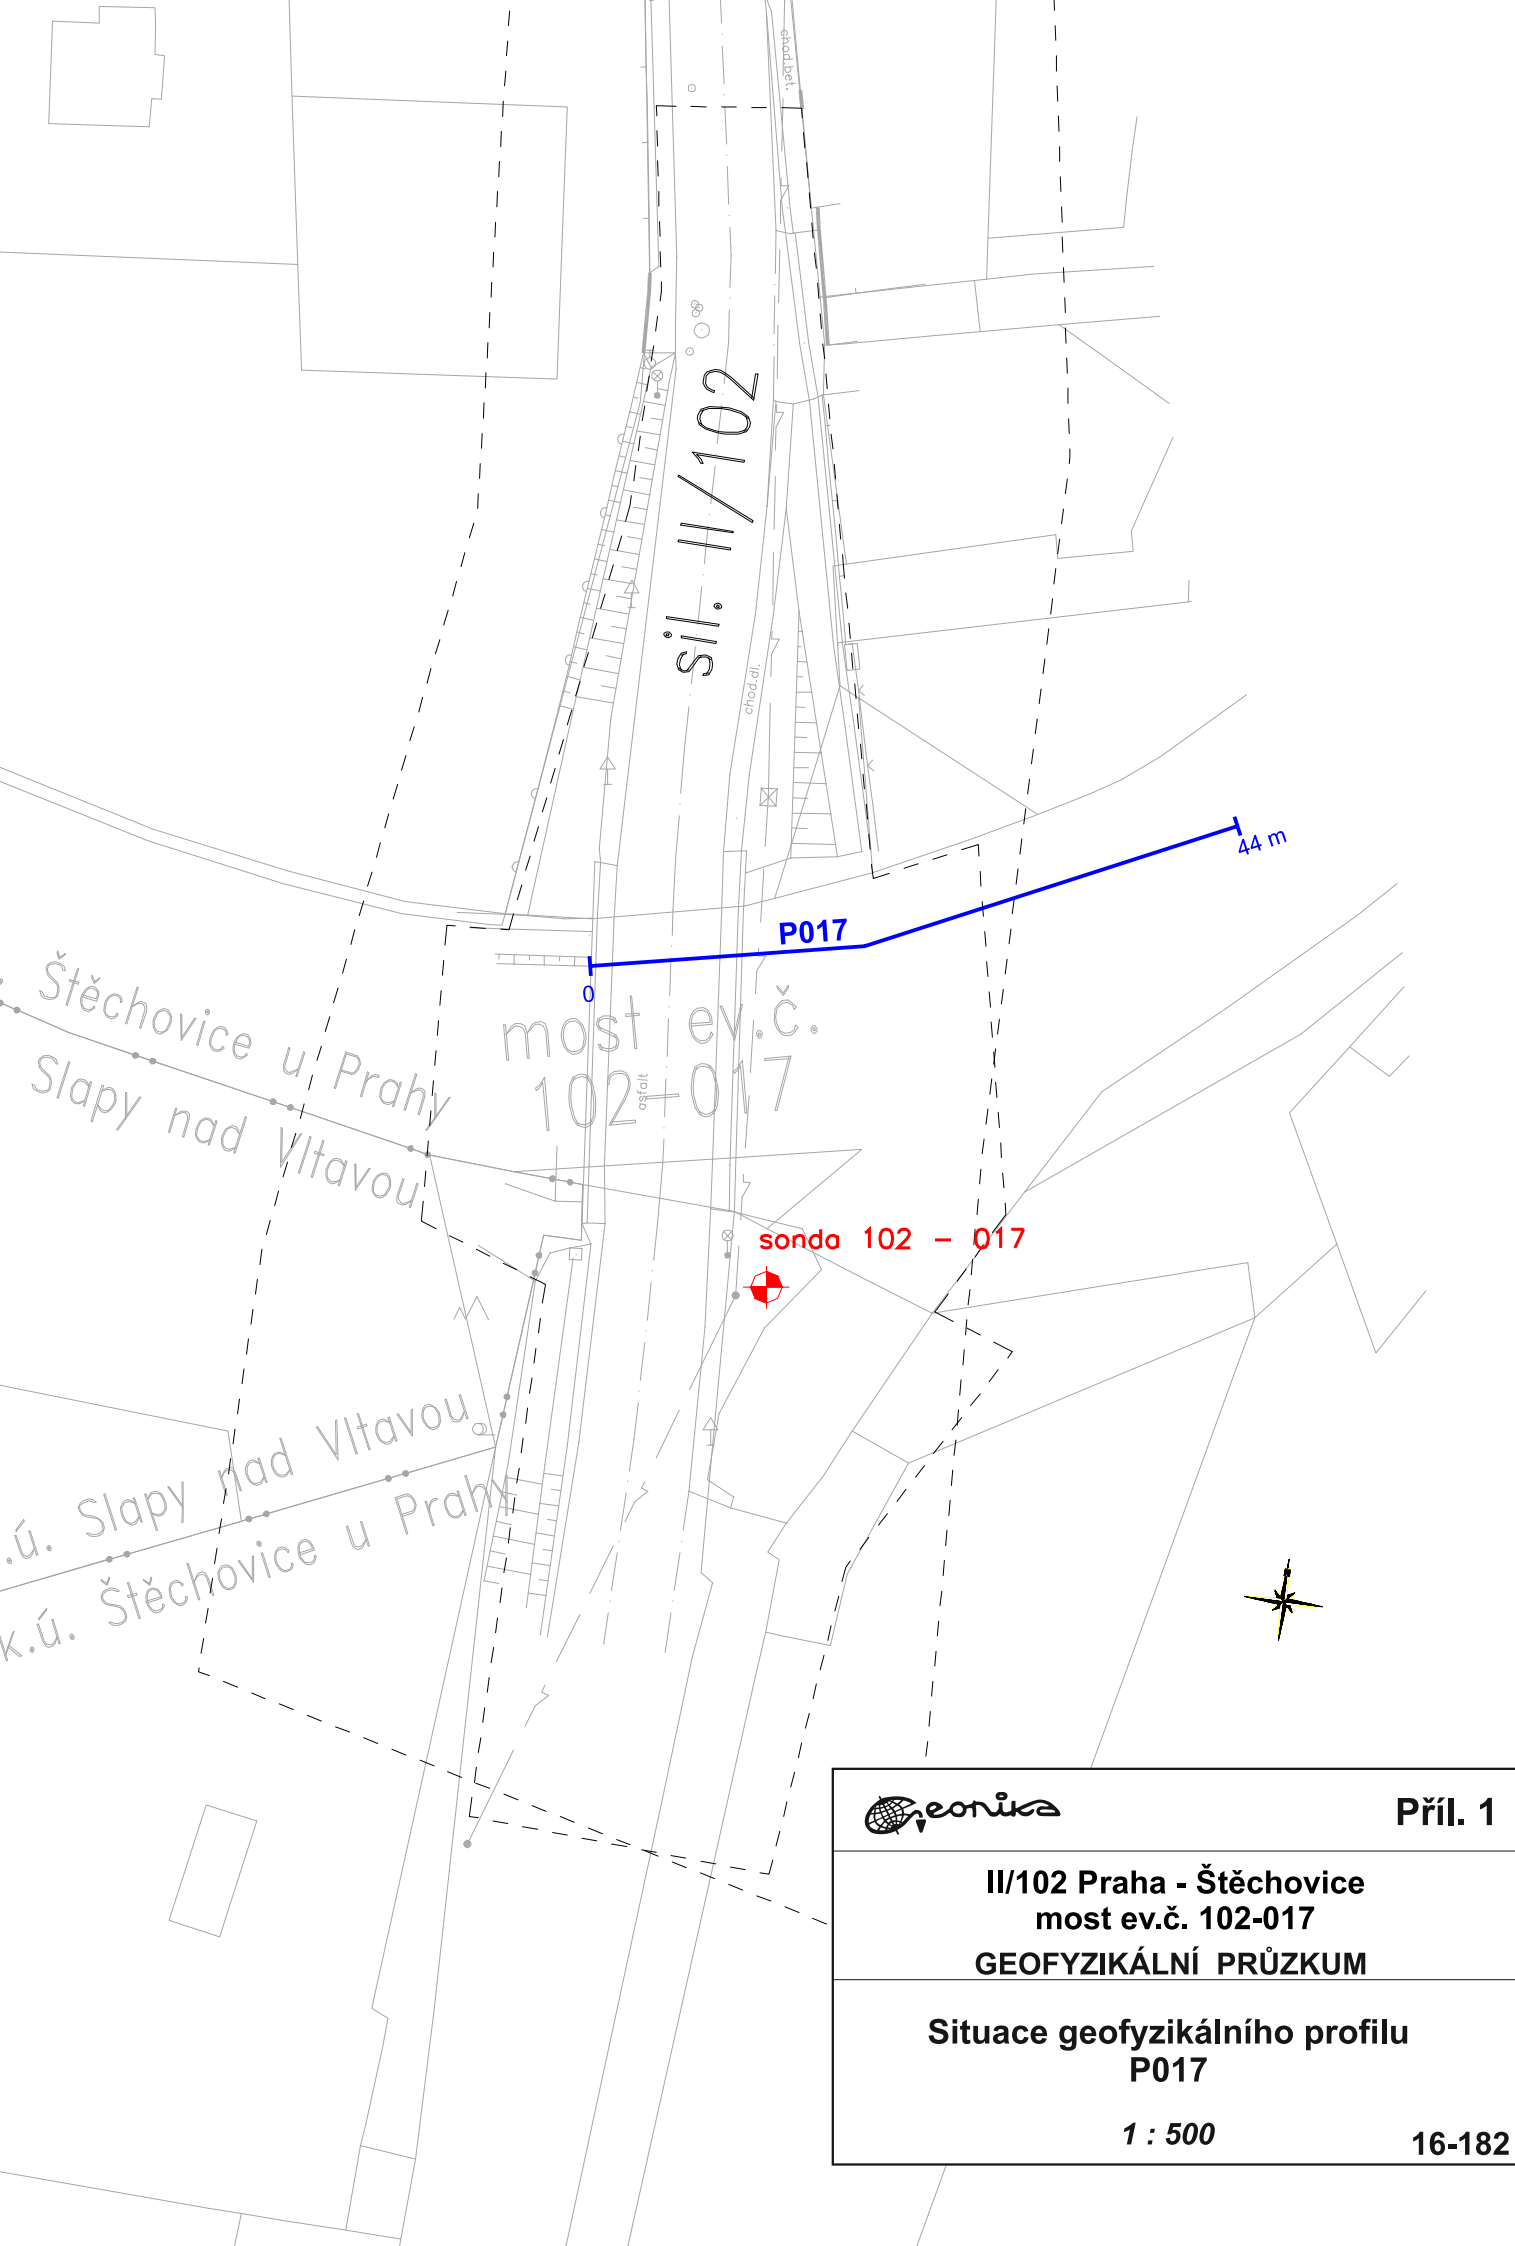 chod.bet.
sil. II/102
chod.dl.
44 m
P017
0
most ev.č.
102-017
asfalt
Štěchovice u Prahy
Slapy nad Vltavou
sonda 102 - 017
.ú. Slapy nad Vltavou
k.ú. Štěchovice u Prahy
Geonika
Příl. 1
II/102 Praha - Štěchovice
most ev.č. 102-017
GEOFYZIKÁLNÍ PRŮZKUM
Situace geofyzikálního profilu
P017
1 : 500
16-182